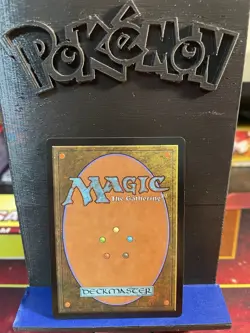 POKéMON
MAGIC
The Gathering
DECKMASTER